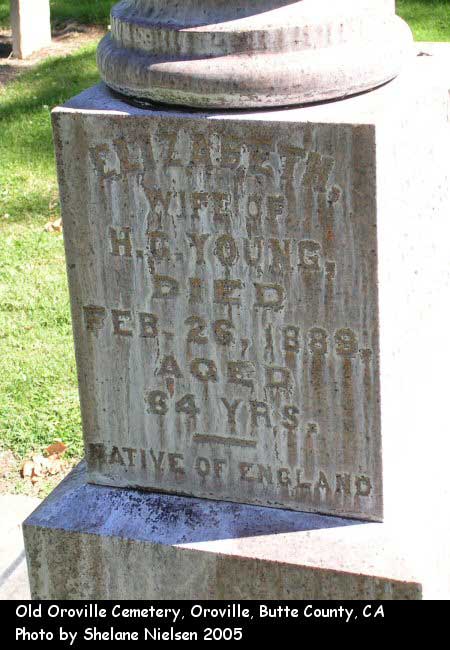 ELIZABETH,
WIFE OF
H.G. YOUNG,
DIED
FEB. 26, 1889.
AGED
64 YRS.
NATIVE OF ENGLAND
Old Oroville Cemetery, Oroville, Butte County, CA
Photo by Shelane Nielsen 2005